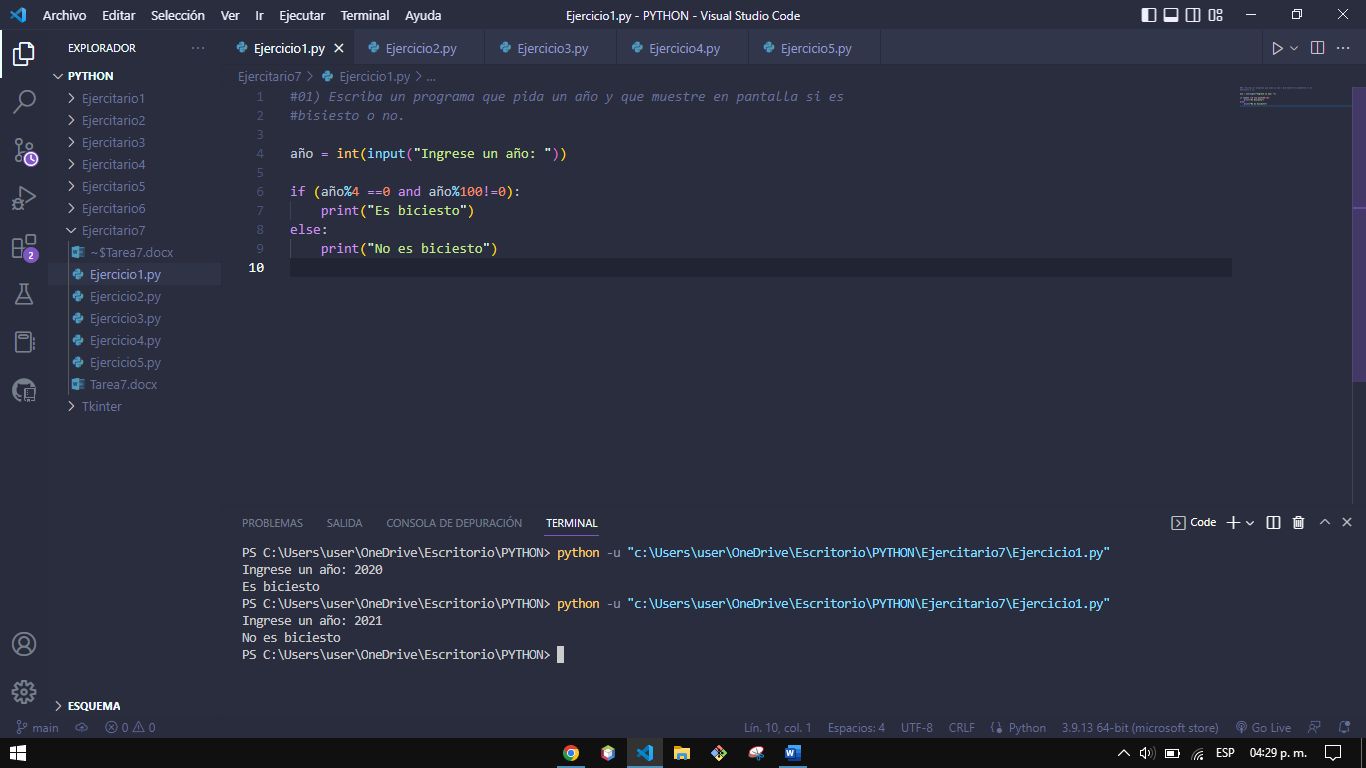 Archivo Editar Selección Ver Ir Ejecutar Terminal Ayuda Ejercicio1.py - PYTHON - Visual Studio Code
EXPLORADOR
PYTHON
Ejercitario1
Ejercitario2
Ejercitario3
Ejercitario4
Ejercitario5
Ejercitario6
Ejercitario7
~$Tarea7.docx
Ejercicio1.py
Ejercicio2.py
Ejercicio3.py
Ejercicio4.py
Ejercicio5.py
Tarea7.docx
Tkinter
ESQUEMA
2
Ejercicio1.py Ejercicio2.py Ejercicio3.py Ejercicio4.py Ejercicio5.py
Ejercitario7 > Ejercicio1.py > ...
1 #01) Escriba un programa que pida un año y que muestre en pantalla si es
2 #bisiesto o no.
3
4 año = int(input("Ingrese un año: "))
5
6 if (año%4 ==0 and año%100!=0):
7 print("Es biciesto")
8 else:
9 print("No es biciesto")
10
PROBLEMAS SALIDA CONSOLA DE DEPURACIÓN TERMINAL Code
PS C:\Users\user\OneDrive\Escritorio\PYTHON> python -u "c:\Users\user\OneDrive\Escritorio\PYTHON\Ejercitario7\Ejercicio1.py"
Ingrese un año: 2020
Es biciesto
PS C:\Users\user\OneDrive\Escritorio\PYTHON> python -u "c:\Users\user\OneDrive\Escritorio\PYTHON\Ejercitario7\Ejercicio1.py"
Ingrese un año: 2021
No es biciesto
PS C:\Users\user\OneDrive\Escritorio\PYTHON>
main 0 0 Lín. 10, col. 1 Espacios: 4 UTF-8 CRLF Python 3.9.13 64-bit (microsoft store) Go Live
ESP 04:29 p. m.